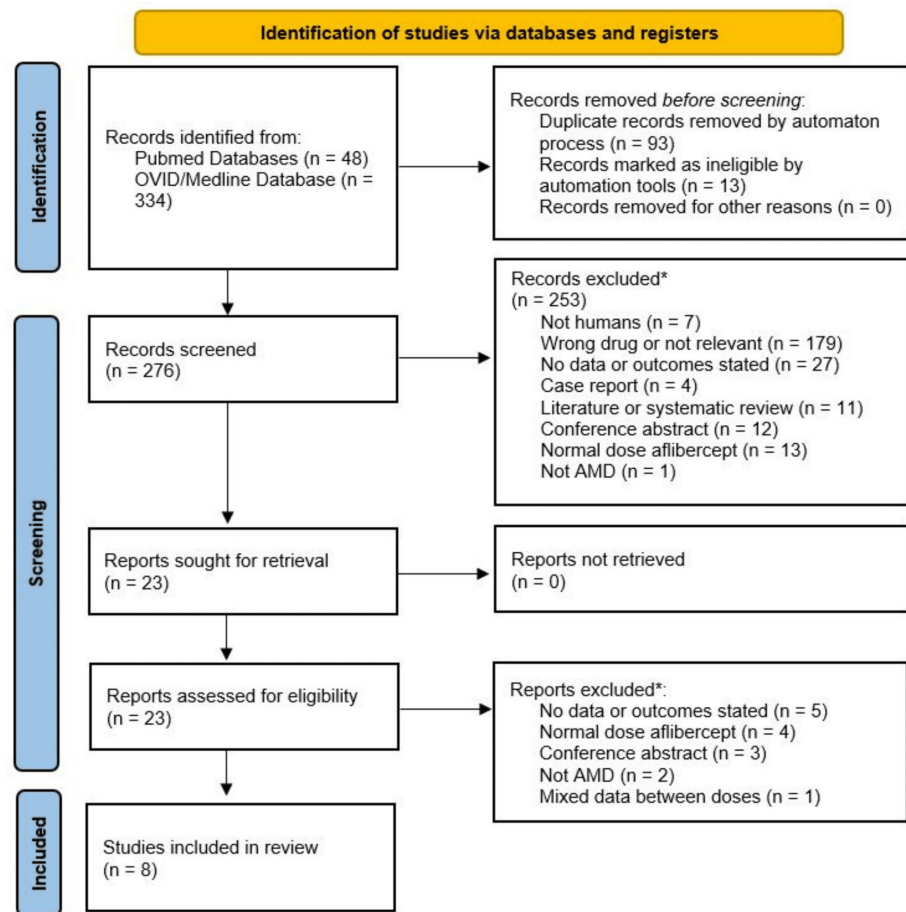 Identification of studies via databases and registers
Identification
Records identified from:
Pubmed Databases (n = 48)
OVID/Medline Database (n =
334)
Records removed before screening:
Duplicate records removed by automaton
process (n = 93)
Records marked as ineligible by
automation tools (n = 13)
Records removed for other reasons (n = 0)
Screening
Records screened
(n = 276)
Records excluded*
(n = 253)
Not humans (n = 7)
Wrong drug or not relevant (n = 179)
No data or outcomes stated (n = 27)
Case report (n = 4)
Literature or systematic review (n = 11)
Conference abstract (n = 12)
Normal dose aflibercept (n = 13)
Not AMD (n = 1)
Reports sought for retrieval
(n = 23)
Reports not retrieved
(n = 0)
Reports assessed for eligibility
(n = 23)
Reports excluded*:
No data or outcomes stated (n = 5)
Normal dose aflibercept (n = 4)
Conference abstract (n = 3)
Not AMD (n = 2)
Mixed data between doses (n = 1)
Included
Studies included in review
(n = 8)